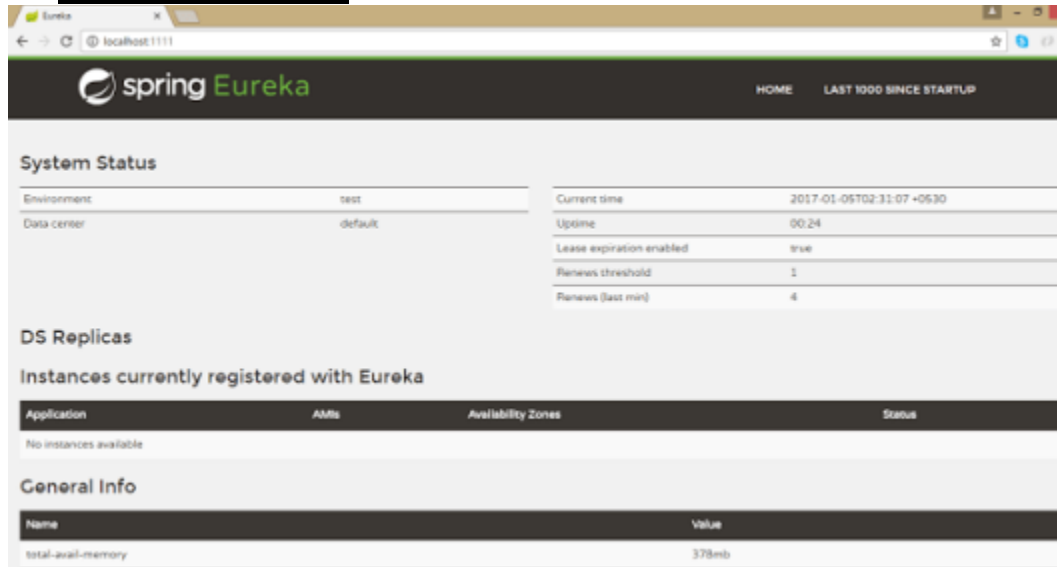 Eureka
localhost:1111
spring Eureka
HOME LAST 1000 SINCE STARTUP
System Status
Environment test
Data center default
Current time 2017-01-05T02:31:07 +0530
Uptime 00:24
Lease expiration enabled true
Renews threshold 1
Renews (last min) 4
DS Replicas
Instances currently registered with Eureka
Application AMIs Availability Zones Status
No instances available
General Info
Name Value
total-avail-memory 378mb